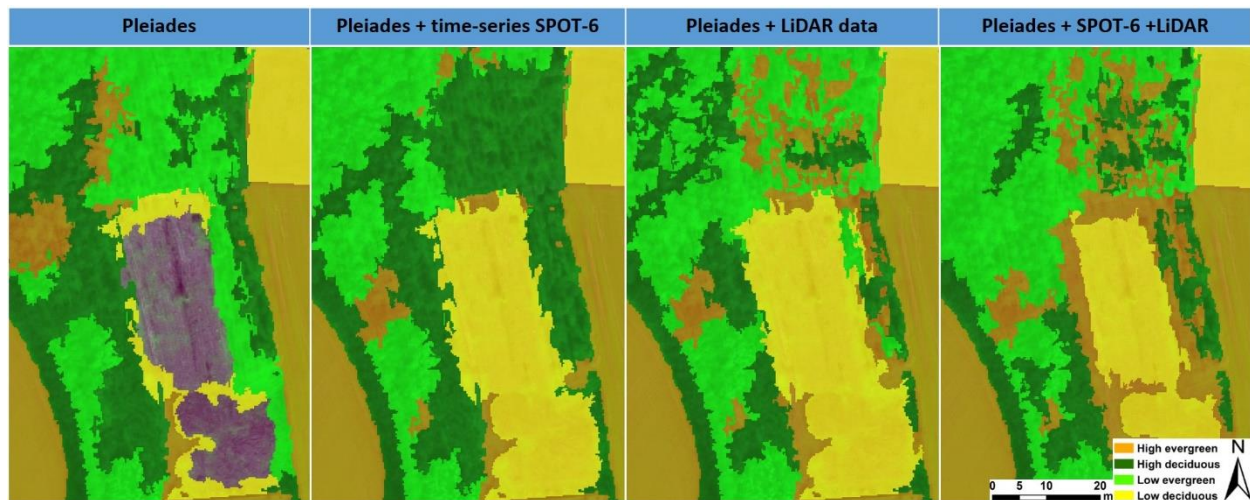 Pleiades
Pleiades + time-series SPOT-6
Pleiades + LiDAR data
Pleiades + SPOT-6 +LiDAR
High evergreen
High deciduous
Low evergreen
Low deciduous
N
0 5 10 20
m